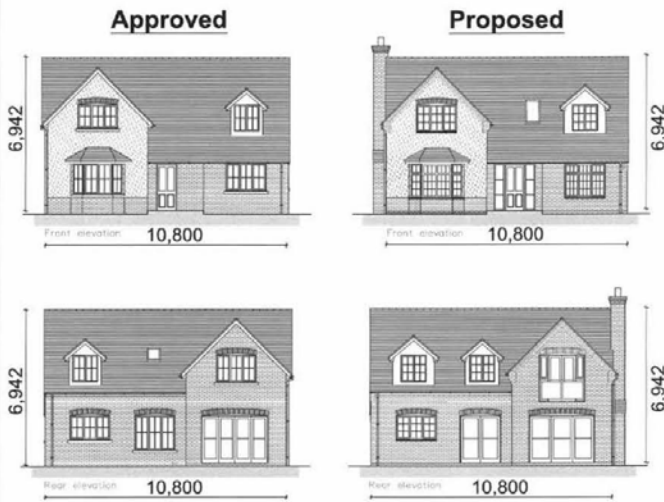 Approved
Proposed
6,942
Front elevation
10,800
6,942
Front elevation
10,800
6,942
Rear elevation
10,800
6,942
Rear elevation
10,800